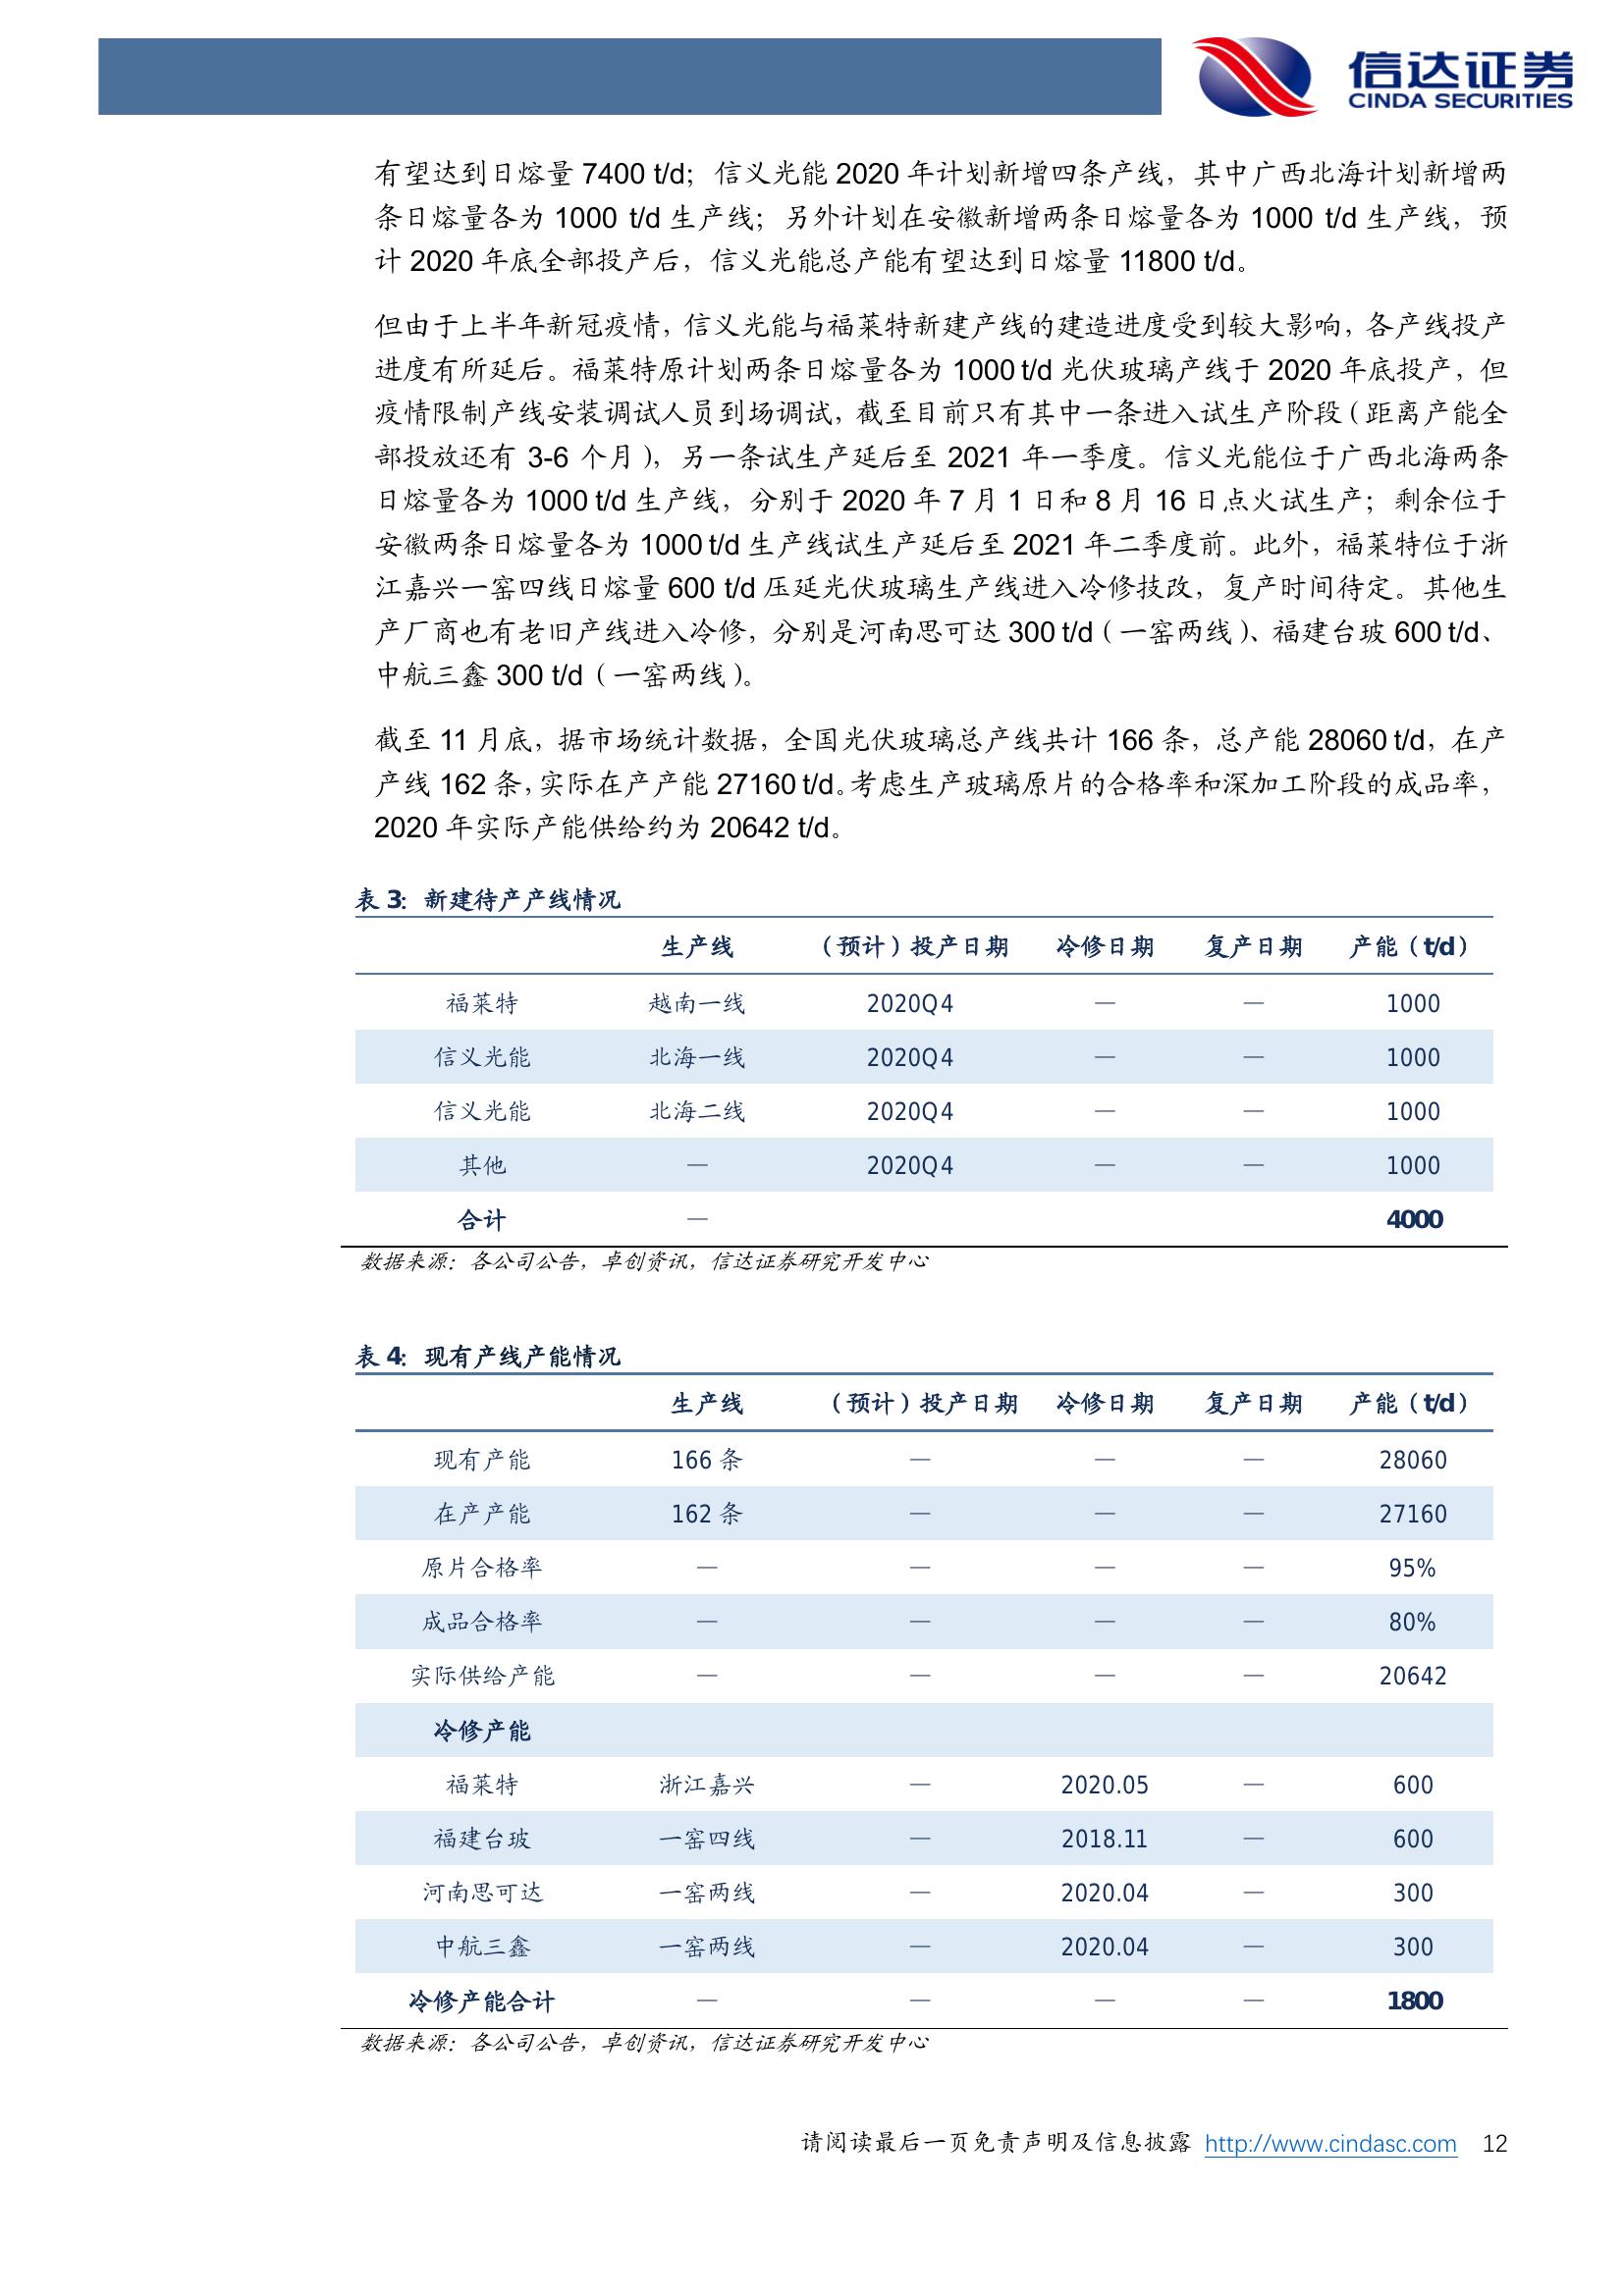 信达证券
CINDA SECURITIES
有望达到日熔量 7400 t/d；信义光能 2020 年计划新增四条产线，其中广西北海计划新增两
条日熔量各为 1000 t/d 生产线；另外计划在安徽新增两条日熔量各为 1000 t/d 生产线，预
计 2020 年底全部投产后，信义光能总产能有望达到日熔量 11800 t/d。
但由于上半年新冠疫情，信义光能与福莱特新建产线的建造进度受到较大影响，各产线投产
进度有所延后。福莱特原计划两条日熔量各为 1000 t/d 光伏玻璃产线于 2020 年底投产，但
疫情限制产线安装调试人员到场调试，截至目前只有其中一条进入试生产阶段（距离产能全
部投放还有 3-6 个月），另一条试生产延后至 2021 年一季度。信义光能位于广西北海两条
日熔量各为 1000 t/d 生产线，分别于 2020 年 7 月 1 日和 8 月 16 日点火试生产；剩余位于
安徽两条日熔量各为 1000 t/d 生产线试生产延后至 2021 年二季度前。此外，福莱特位于浙
江嘉兴一窑四线日熔量 600 t/d 压延光伏玻璃生产线进入冷修技改，复产时间待定。其他生
产厂商也有老旧产线进入冷修，分别是河南思可达 300 t/d（一窑两线）、福建台玻 600 t/d、
中航三鑫 300 t/d（一窑两线）。
截至 11 月底，据市场统计数据，全国光伏玻璃总产线共计 166 条，总产能 28060 t/d，在产
产线 162 条，实际在产产能 27160 t/d。考虑生产玻璃原片的合格率和深加工阶段的成品率，
2020 年实际产能供给约为 20642 t/d。
表 3：新建待产产线情况
生产线 （预计）投产日期 冷修日期 复产日期 产能（t/d）
福莱特 越南一线 2020Q4 — — 1000
信义光能 北海一线 2020Q4 — — 1000
信义光能 北海二线 2020Q4 — — 1000
其他 — 2020Q4 — — 1000
合计 — 4000
数据来源：各公司公告，卓创资讯，信达证券研究开发中心
表 4：现有产线产能情况
生产线 （预计）投产日期 冷修日期 复产日期 产能（t/d）
现有产能 166 条 — — — 28060
在产产能 162 条 — — — 27160
原片合格率 — — — — 95%
成品合格率 — — — — 80%
实际供给产能 — — — — 20642
冷修产能
福莱特 浙江嘉兴 — 2020.05 — 600
福建台玻 一窑四线 — 2018.11 — 600
河南思可达 一窑两线 — 2020.04 — 300
中航三鑫 一窑两线 — 2020.04 — 300
冷修产能合计 — — — — 1800
数据来源：各公司公告，卓创资讯，信达证券研究开发中心
请阅读最后一页免责声明及信息披露 http://www.cindasc.com 12